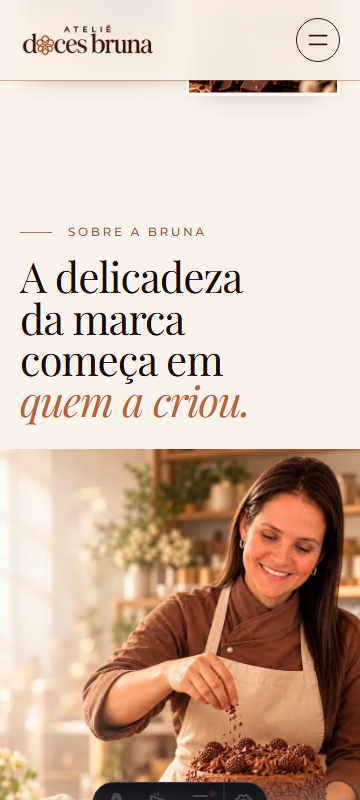 ATELIÊ
doces bruna
SOBRE A BRUNA
A delicadeza
da marca
começa em
quem a criou.